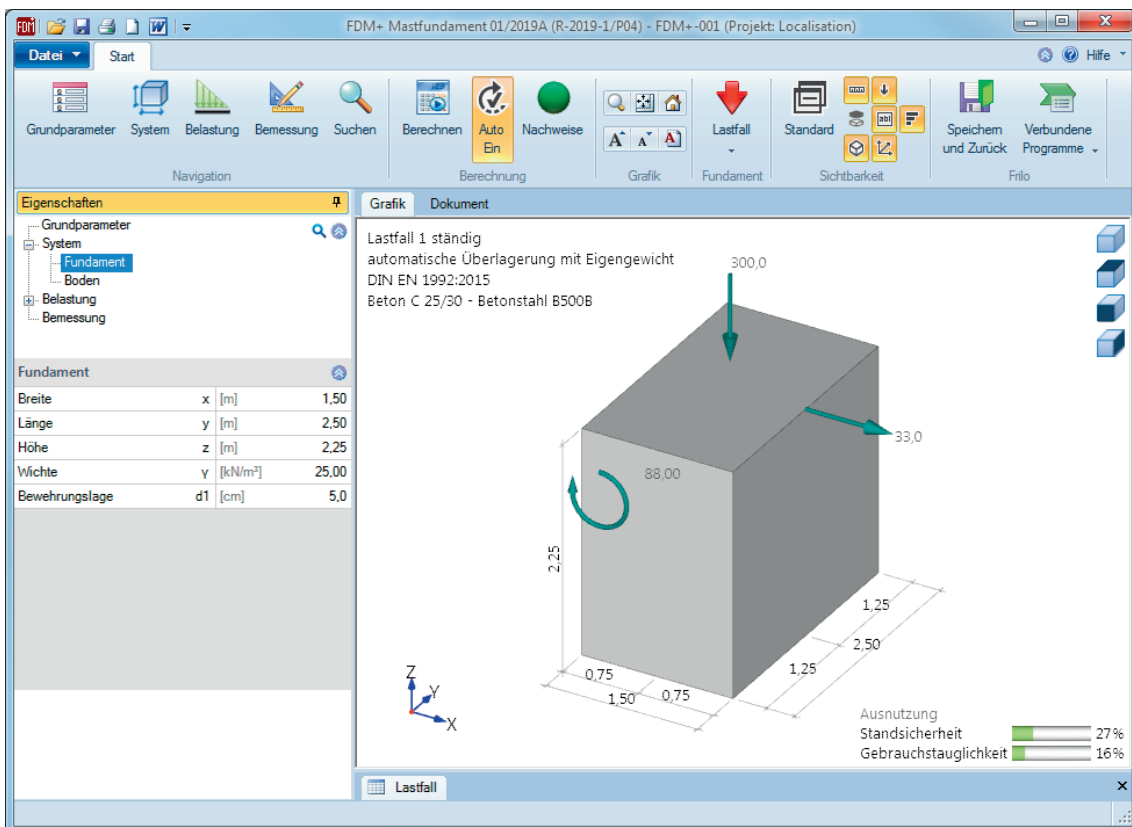 FDM+ Mastfundament 01/2019A (R-2019-1/P04) - FDM+-001 (Projekt: Localisation)
Datei Start Hilfe
Grundparameter System Belastung Bemessung Suchen
Navigation
Berechnen Auto Ein Nachweise
Berechnung
A A A
Grafik
Lastfall
Fundament
Standard
Sichtbarkeit
Speichern und Zurück Verbundene Programme
Frilo
Eigenschaften
Grundparameter
System
Fundament
Boden
Belastung
Bemessung
Fundament
Breite x [m] 1,50
Länge y [m] 2,50
Höhe z [m] 2,25
Wichte γ [kN/m³] 25,00
Bewehrungslage d1 [cm] 5,0
Grafik Dokument
Lastfall 1 ständig
automatische Überlagerung mit Eigengewicht
DIN EN 1992:2015
Beton C 25/30 - Betonstahl B500B
300,0
33,0
88,00
2,25
1,25
2,50
1,25
0,75
0,75
1,50
Z
Y
X
Ausnutzung
Standsicherheit 27%
Gebrauchstauglichkeit 16%
Lastfall